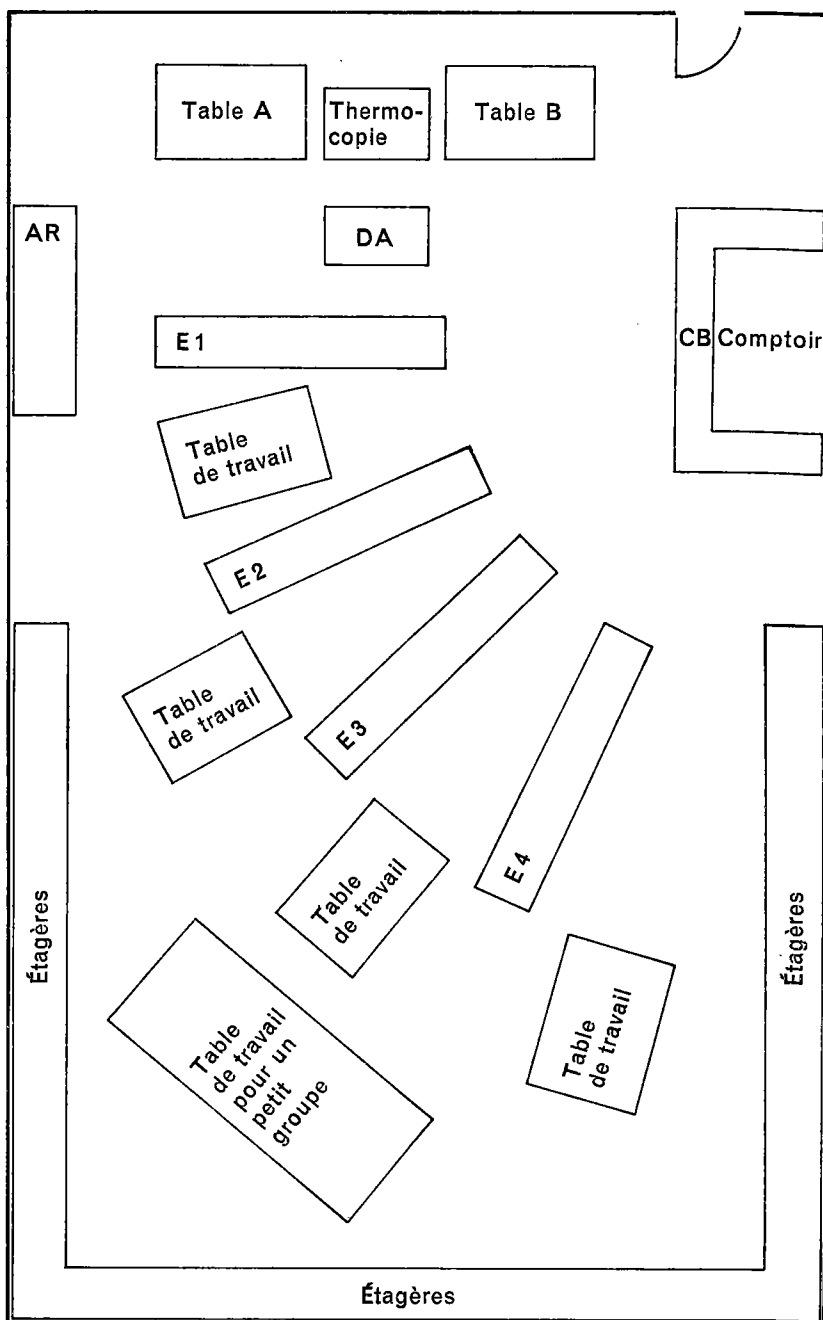 Table A
Thermo-
copie
Table B
AR
DA
E1
CB
Comptoir
Table
de travail
E2
Table
de travail
E3
Table
de travail
E4
Étagères
Étagères
Table
de travail
pour un
petit
groupe
Table
de travail
Étagères